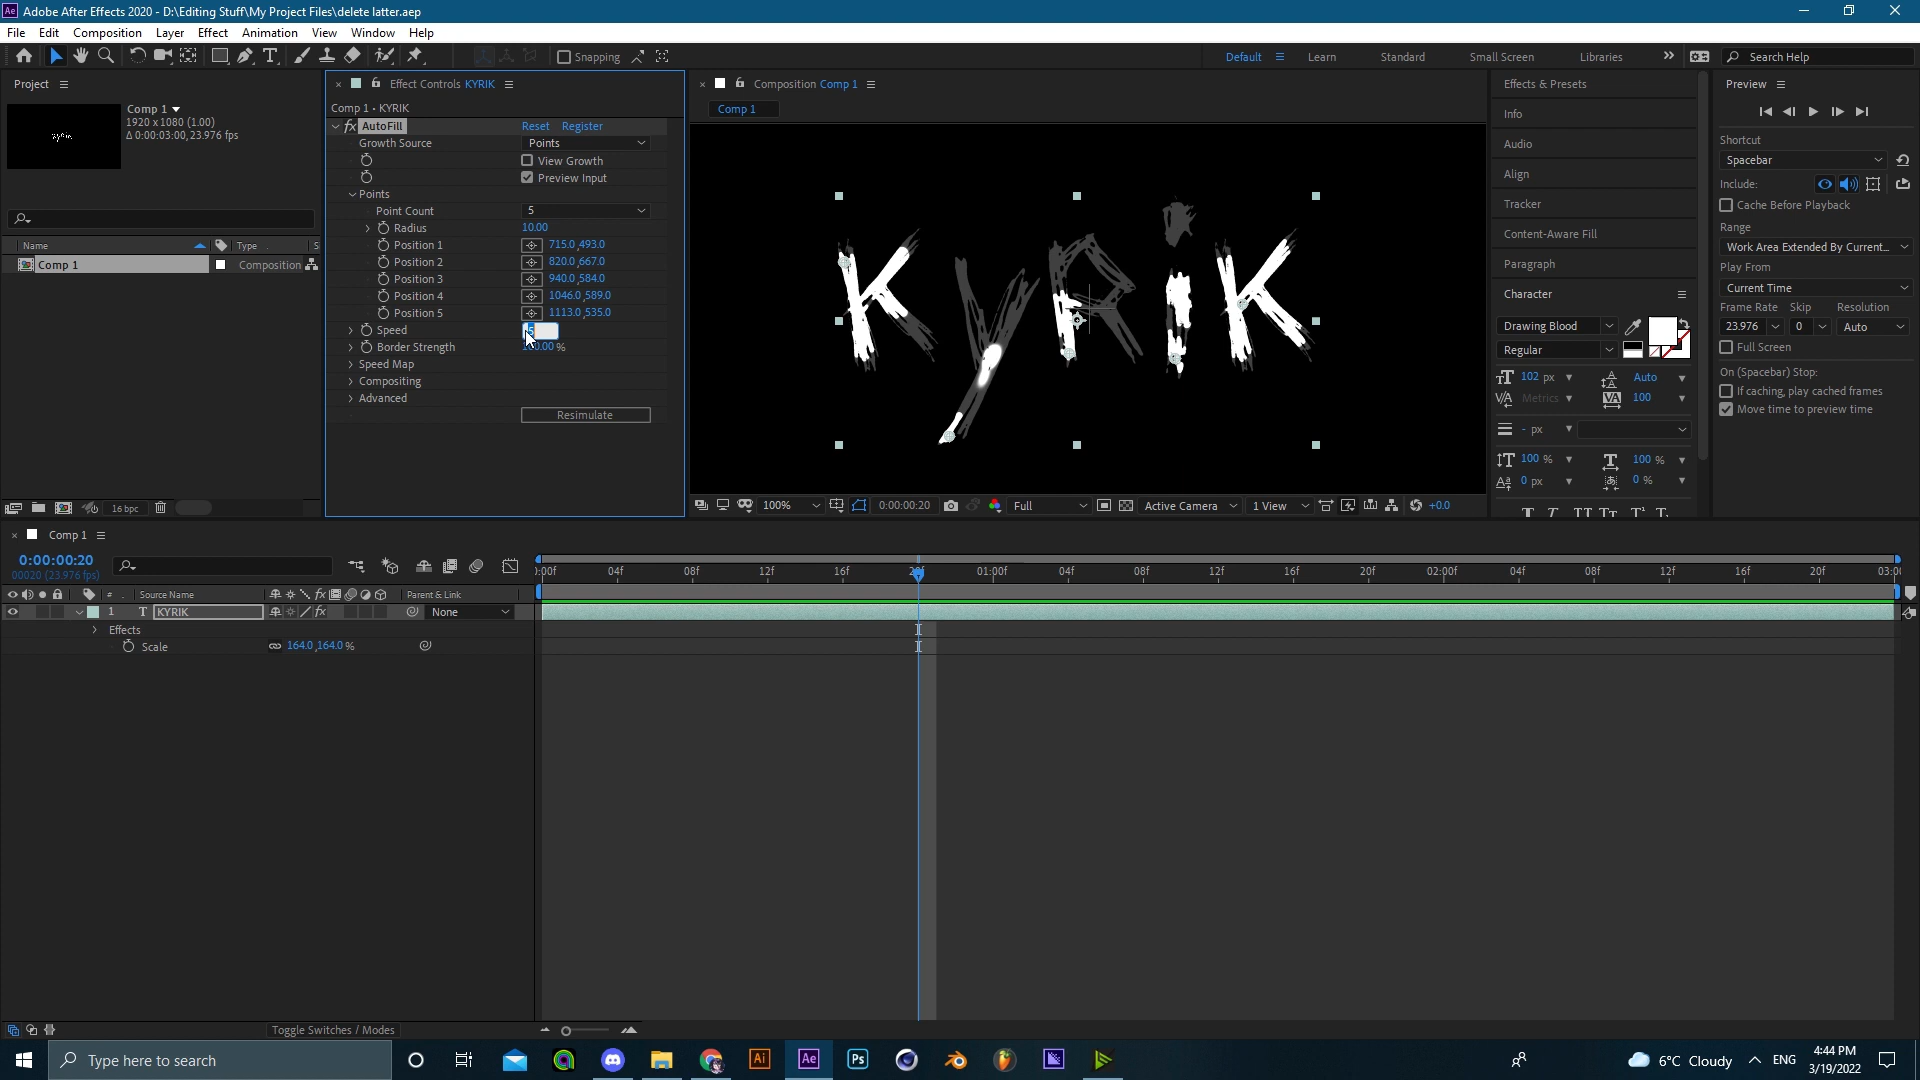 Ae Adobe After Effects 2020 - D:\Editing Stuff\My Project Files\delete latter.aep
File Edit Composition Layer Effect Animation View Window Help
Snapping
Default Learn Standard Small Screen Libraries Search Help
Project
Comp 1
1920 x 1080 (1.00)
Δ 0:00:03:00, 23.976 fps
Name Type S
Comp 1 Composition
16 bpc
Effect Controls KYRIK
Comp 1 • KYRIK
fx AutoFill Reset Register
Growth Source Points
View Growth
Preview Input
Points
Point Count 5
Radius 10.00
Position 1 715.0,493.0
Position 2 820.0,667.0
Position 3 940.0,584.0
Position 4 1046.0,589.0
Position 5 1113.0,535.0
Speed 5
Border Strength
Speed Map
Compositing
Advanced
Resimulate
Composition Comp 1
Comp 1
KyRiK
100% 0:00:00:20 Full Active Camera 1 View +0.0
Effects & Presets
Info
Audio
Align
Tracker
Content-Aware Fill
Paragraph
Character
Drawing Blood
Regular
102 px Auto
Metrics 100
- px
100 % 100 %
0 px 0 %
Preview
Shortcut
Spacebar
Include:
Cache Before Playback
Range
Work Area Extended By Current...
Play From
Current Time
Frame Rate Skip Resolution
23.976 0 Auto
Full Screen
On (Spacebar) Stop:
If caching, play cached frames
Move time to preview time
Comp 1
0:00:00:20
00020 (23.976 fps)
# Source Name Parent & Link
1 T KYRIK None
Effects
Scale 164.0,164.0 %
:00f 04f 08f 12f 16f 20f 01:00f 04f 08f 12f 16f 20f 02:00f 04f 08f 12f 16f 20f 03:0
Toggle Switches / Modes
Type here to search
Ai Ae Ps
6°C Cloudy ENG 4:44 PM
3/19/2022